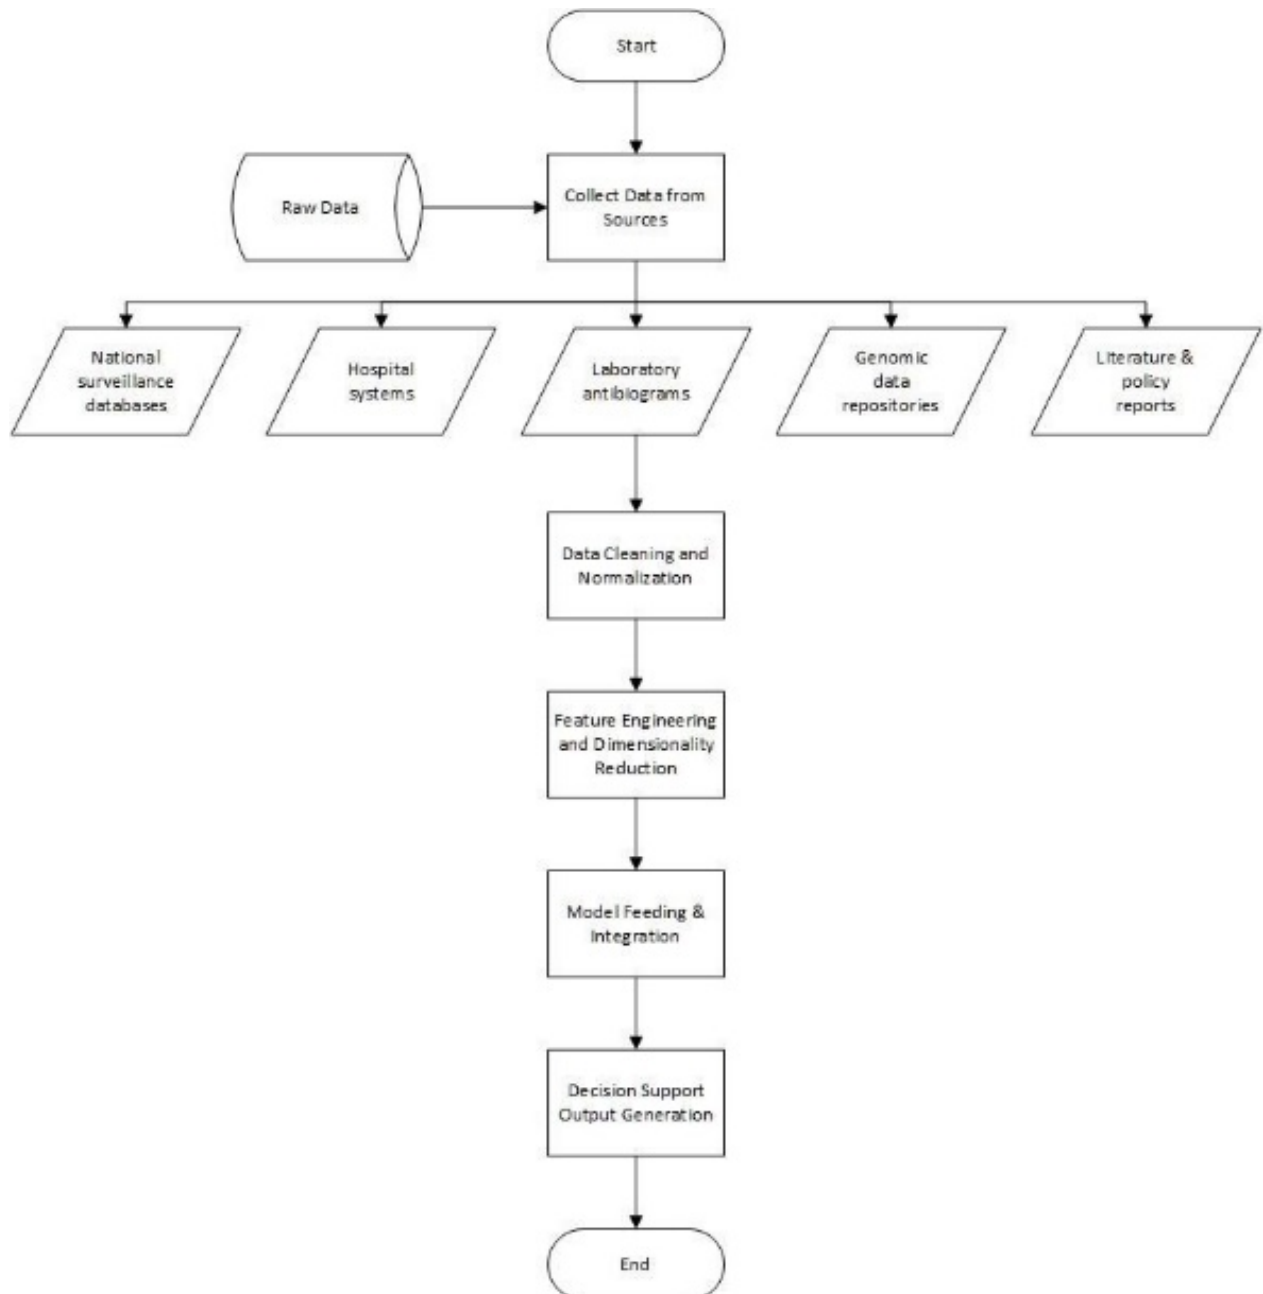 Start
Raw Data
Collect Data from
Sources
National
surveillance
databases
Hospital
systems
Laboratory
antibiograms
Genomic
data
repositories
Literature &
policy
reports
Data Cleaning and
Normalization
Feature Engineering
and Dimensionality
Reduction
Model Feeding &
Integration
Decision Support
Output Generation
End